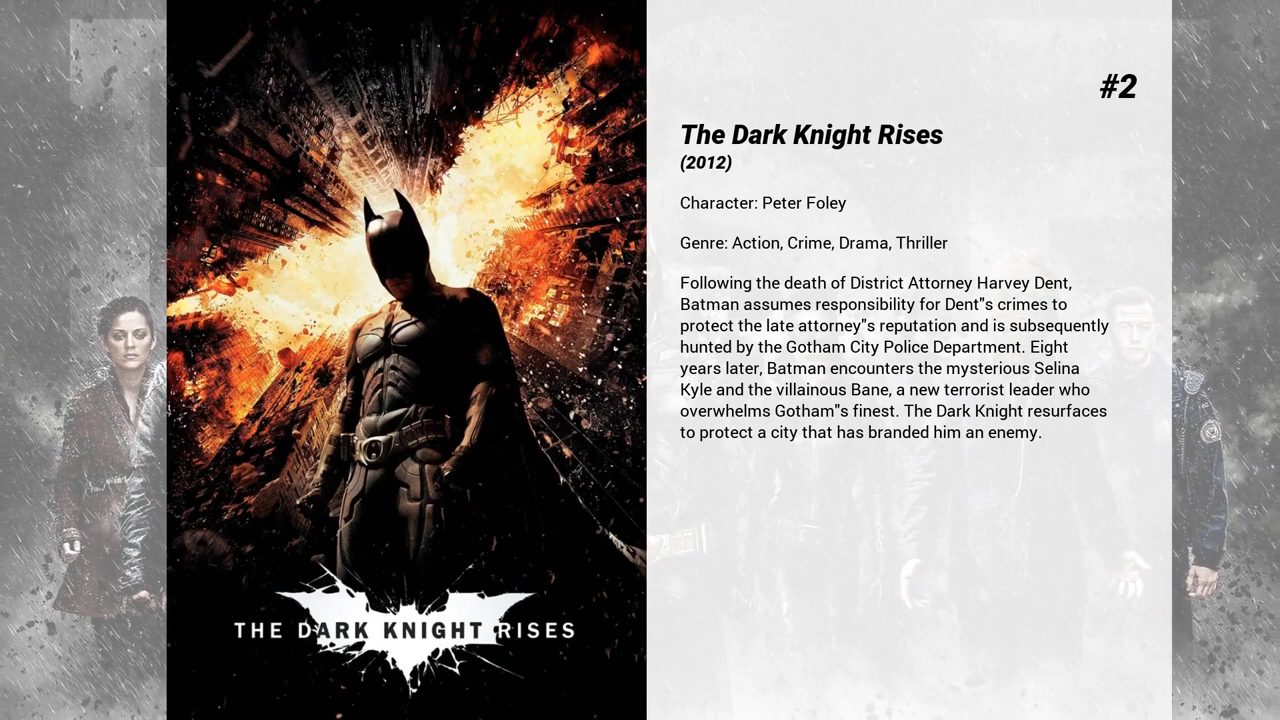 THE DARK KNIGHT RISES
#2
The Dark Knight Rises
(2012)
Character: Peter Foley
Genre: Action, Crime, Drama, Thriller
Following the death of District Attorney Harvey Dent,
Batman assumes responsibility for Dent"s crimes to
protect the late attorney"s reputation and is subsequently
hunted by the Gotham City Police Department. Eight
years later, Batman encounters the mysterious Selina
Kyle and the villainous Bane, a new terrorist leader who
overwhelms Gotham"s finest. The Dark Knight resurfaces
to protect a city that has branded him an enemy.